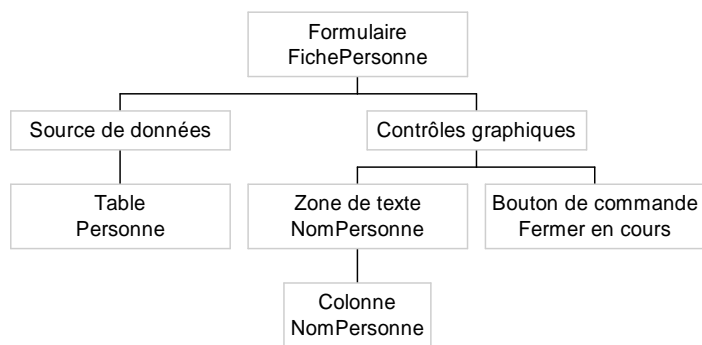 Formulaire
FichePersonne
Source de données
Contrôles graphiques
Table
Personne
Zone de texte
NomPersonne
Bouton de commande
Fermer en cours
Colonne
NomPersonne